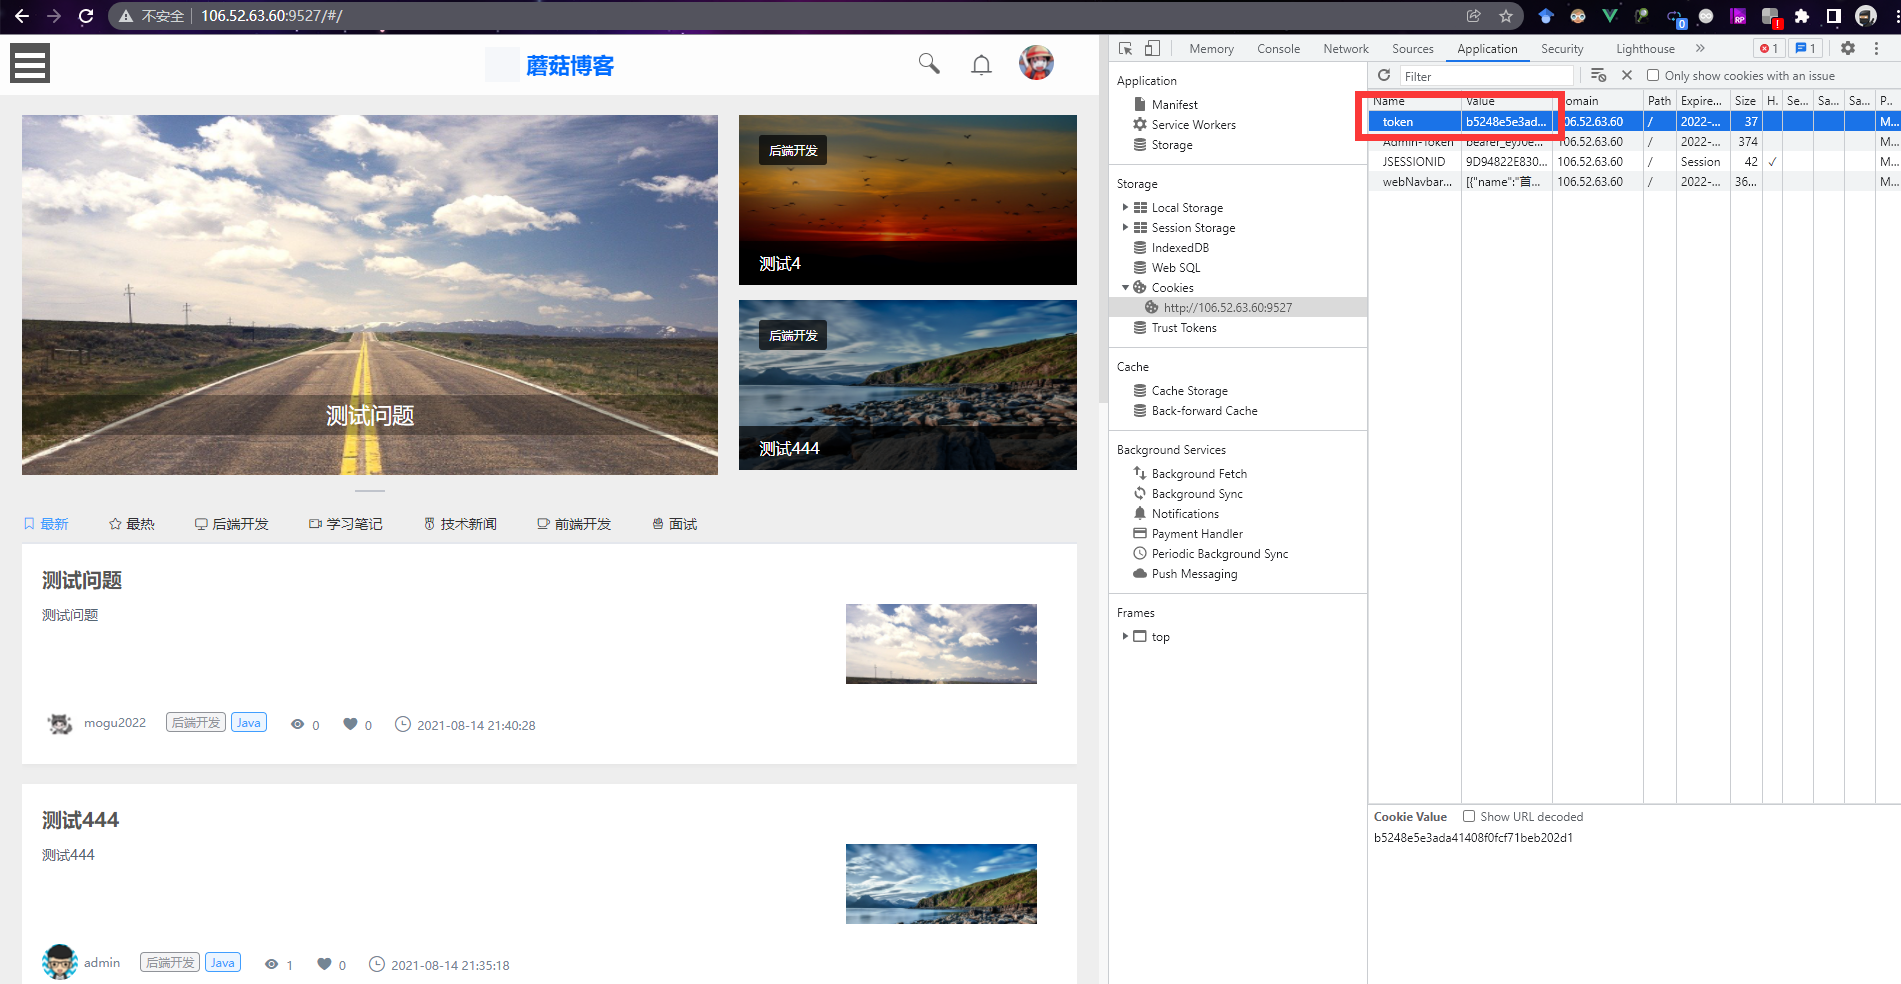 不安全 106.52.63.60:9527/#/
0
RP
!
蘑菇博客
后端开发
测试4
后端开发
测试444
测试问题
最新 最热 后端开发 学习笔记 技术新闻 前端开发 面试
测试问题
测试问题
mogu2022 后端开发 Java 0 0 2021-08-14 21:40:28
测试444
测试444
admin 后端开发 Java 1 0 2021-08-14 21:35:18
Memory Console Network Sources Application Security Lighthouse » 1 1
Application
Manifest
Service Workers
Storage
Storage
Local Storage
Session Storage
IndexedDB
Web SQL
Cookies
http://106.52.63.60:9527
Trust Tokens
Cache
Cache Storage
Back-forward Cache
Background Services
Background Fetch
Background Sync
Notifications
Payment Handler
Periodic Background Sync
Push Messaging
Frames
top
Filter Only show cookies with an issue
Name Value omain Path Expire... Size H. Se... Sa... Sa... P..
token b5248e5e3ad... 106.52.63.60 / 2022-... 37 M...
Admin-Token bearer_eyJ0e... 106.52.63.60 / 2022-... 374 M...
JSESSIONID 9D94822E830... 106.52.63.60 / Session 42 ✓ M...
webNavbar... [{"name":"首... 106.52.63.60 / 2022-... 36... M...
Cookie Value Show URL decoded
b5248e5e3ada41408f0fcf71beb202d1